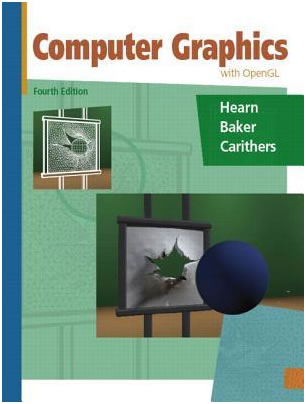 Computer Graphics
with OpenGL
Fourth Edition
Hearn
Baker
Carithers